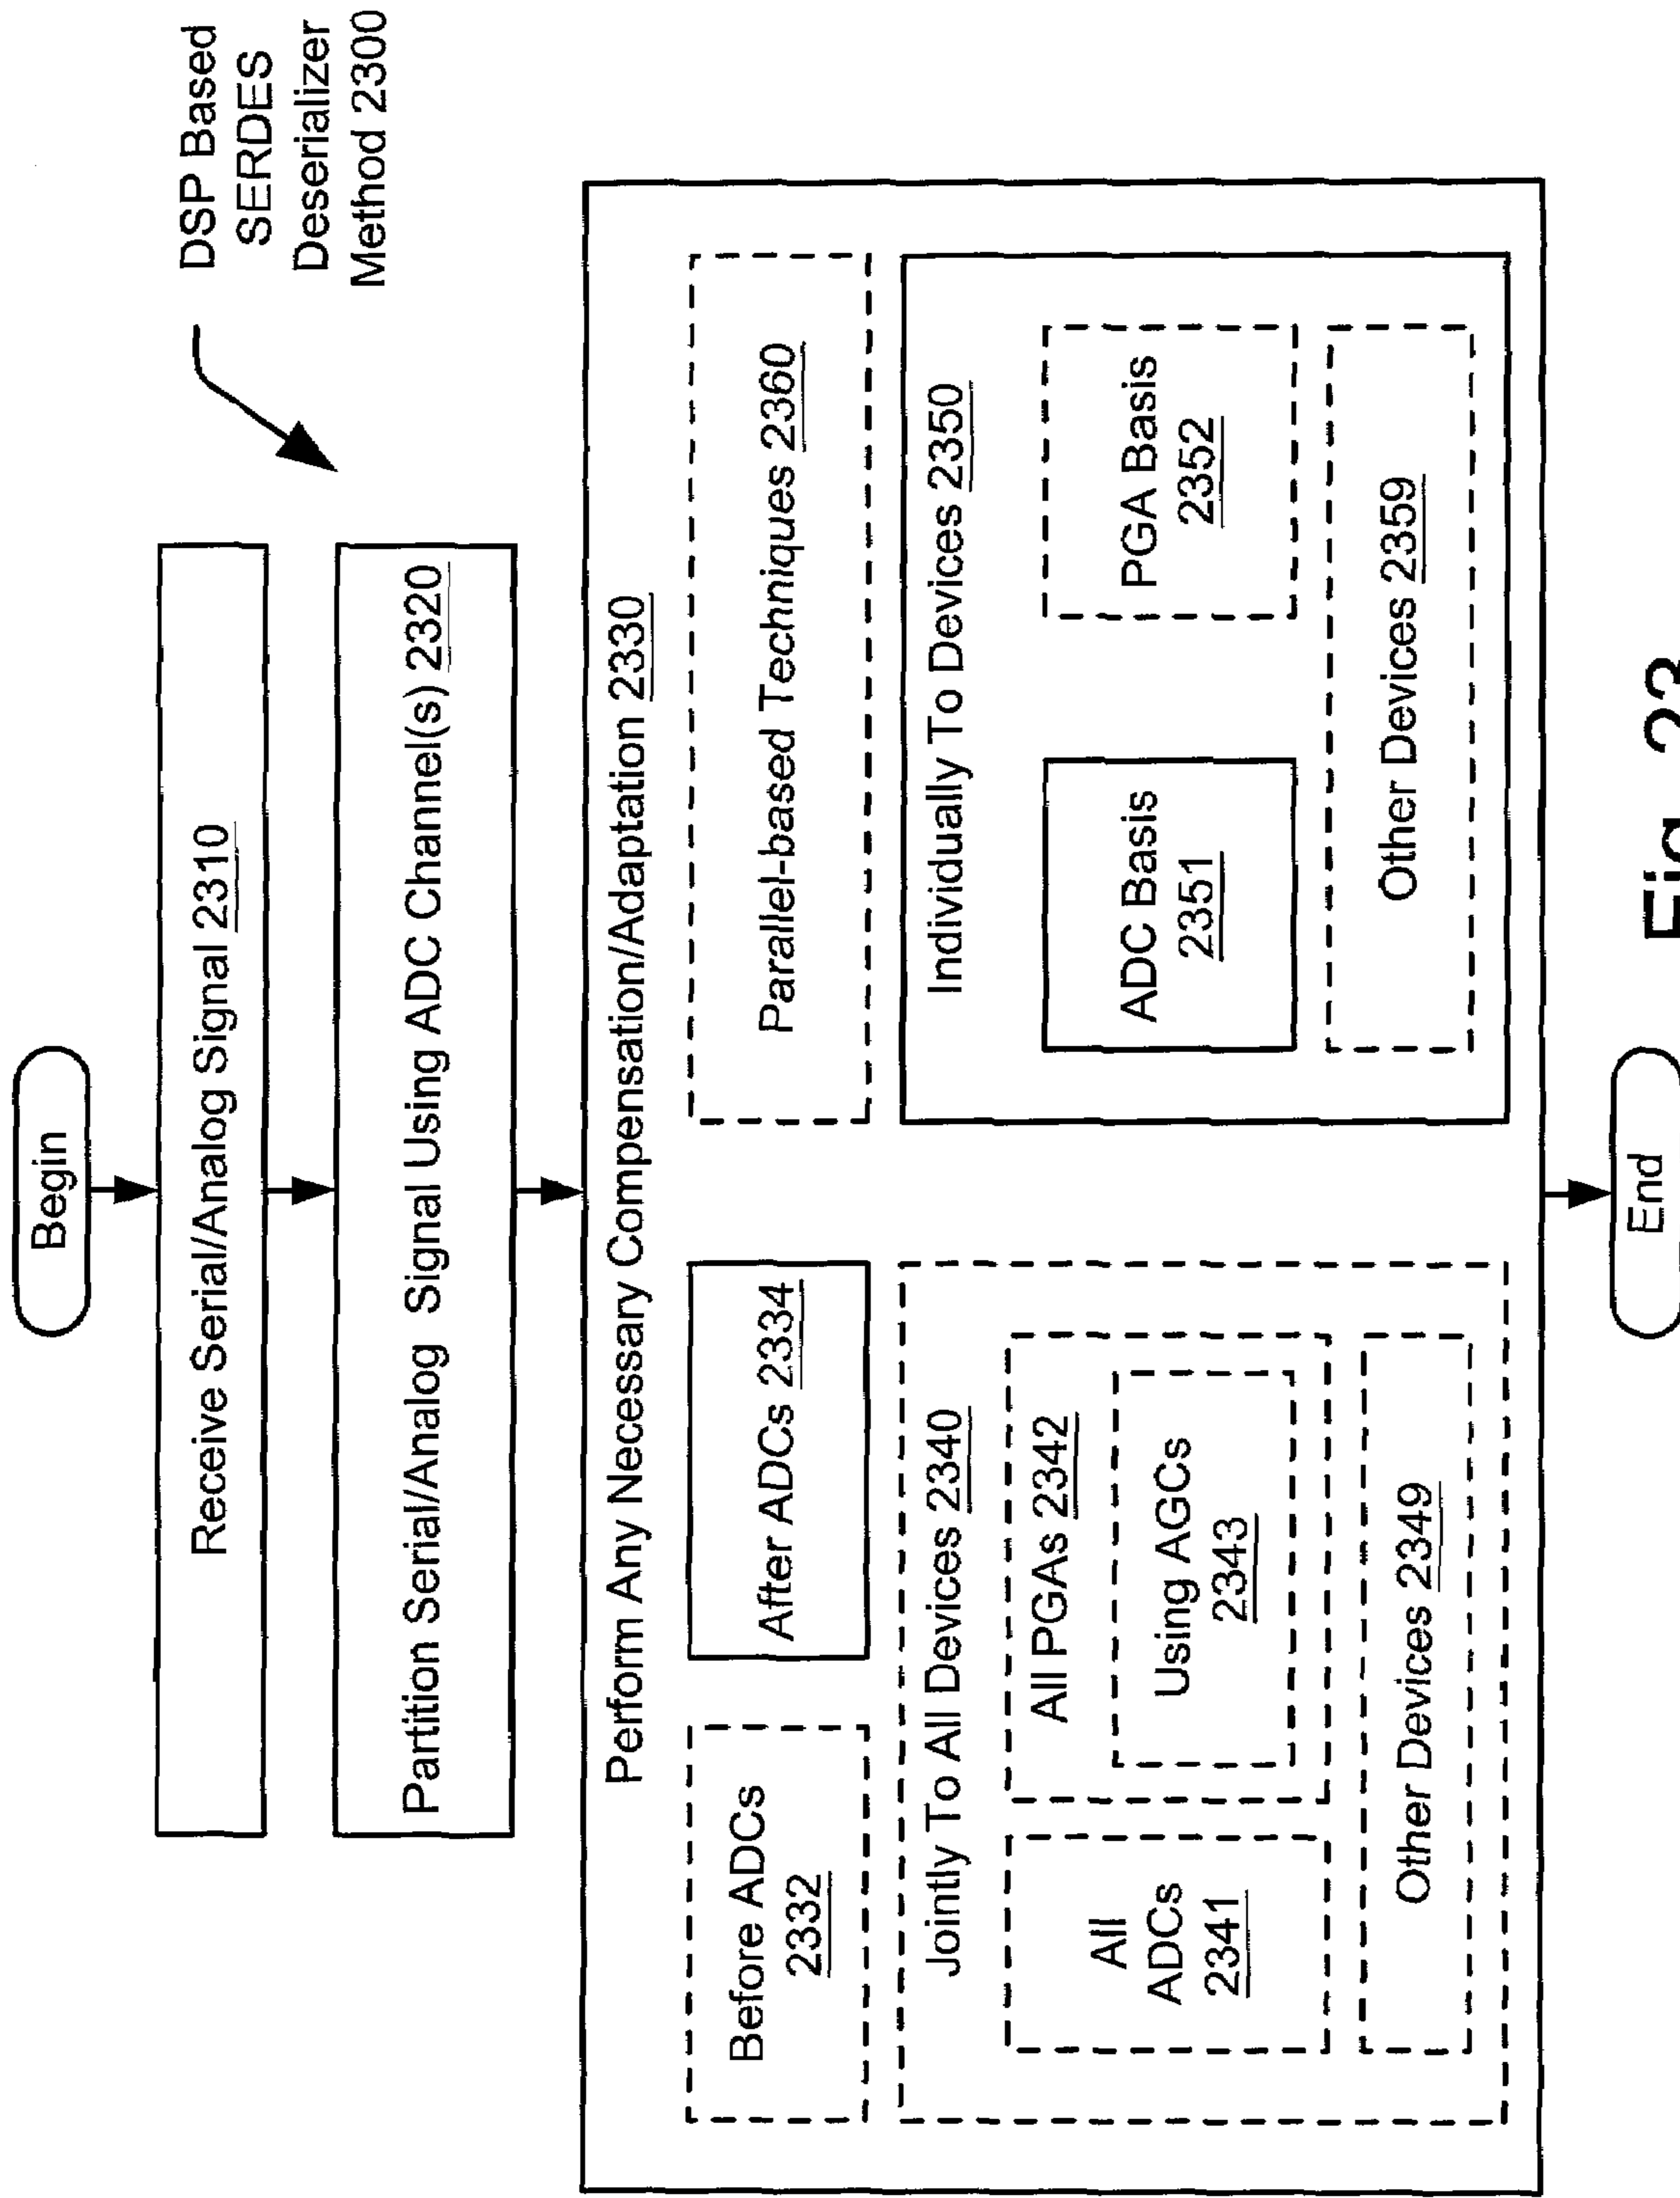 DSP Based
SERDES
Deserializer
Method 2300
Begin
Receive Serial/Analog Signal 2310
Partition Serial/Analog Signal Using ADC Channel(s) 2320
Perform Any Necessary Compensation/Adaptation 2330
Before ADCs
2332
After ADCs 2334
Parallel-based Techniques 2360
Jointly To All Devices 2340
All
ADCs
2341
All PGAs 2342
Using AGCs
2343
Other Devices 2349
Individually To Devices 2350
ADC Basis
2351
PGA Basis
2352
Other Devices 2359
End
Fig. 23